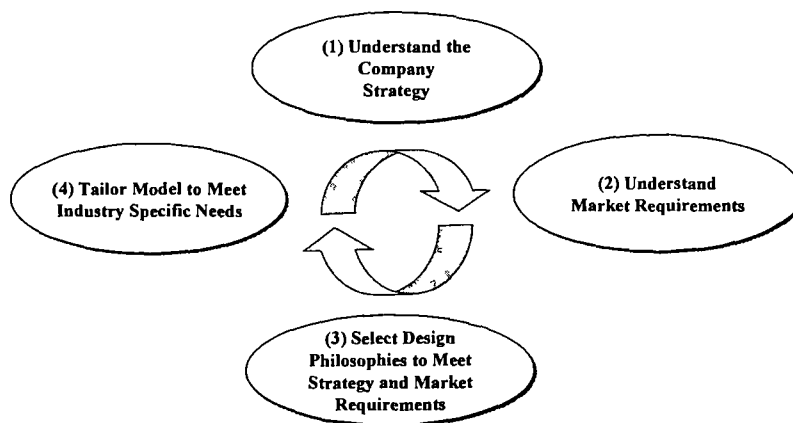 (1) Understand the
Company
Strategy
(2) Understand
Market Requirements
(3) Select Design
Philosophies to Meet
Strategy and Market
Requirements
(4) Tailor Model to Meet
Industry Specific Needs